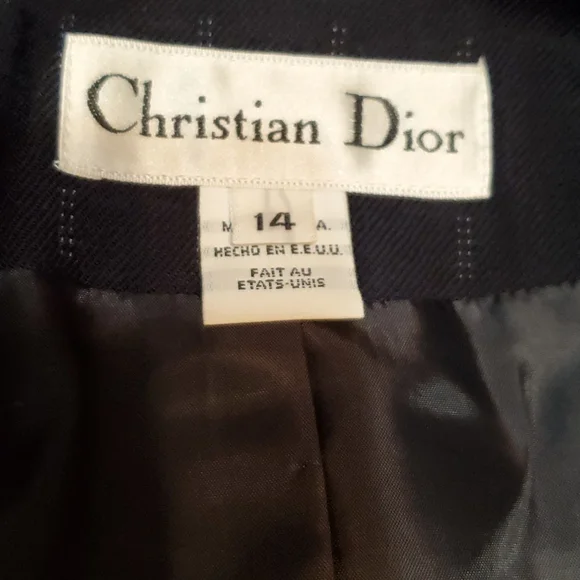 Christian Dior
M 14 A.
HECHO EN E.E.U.U.
FAIT AU
ETATS-UNIS